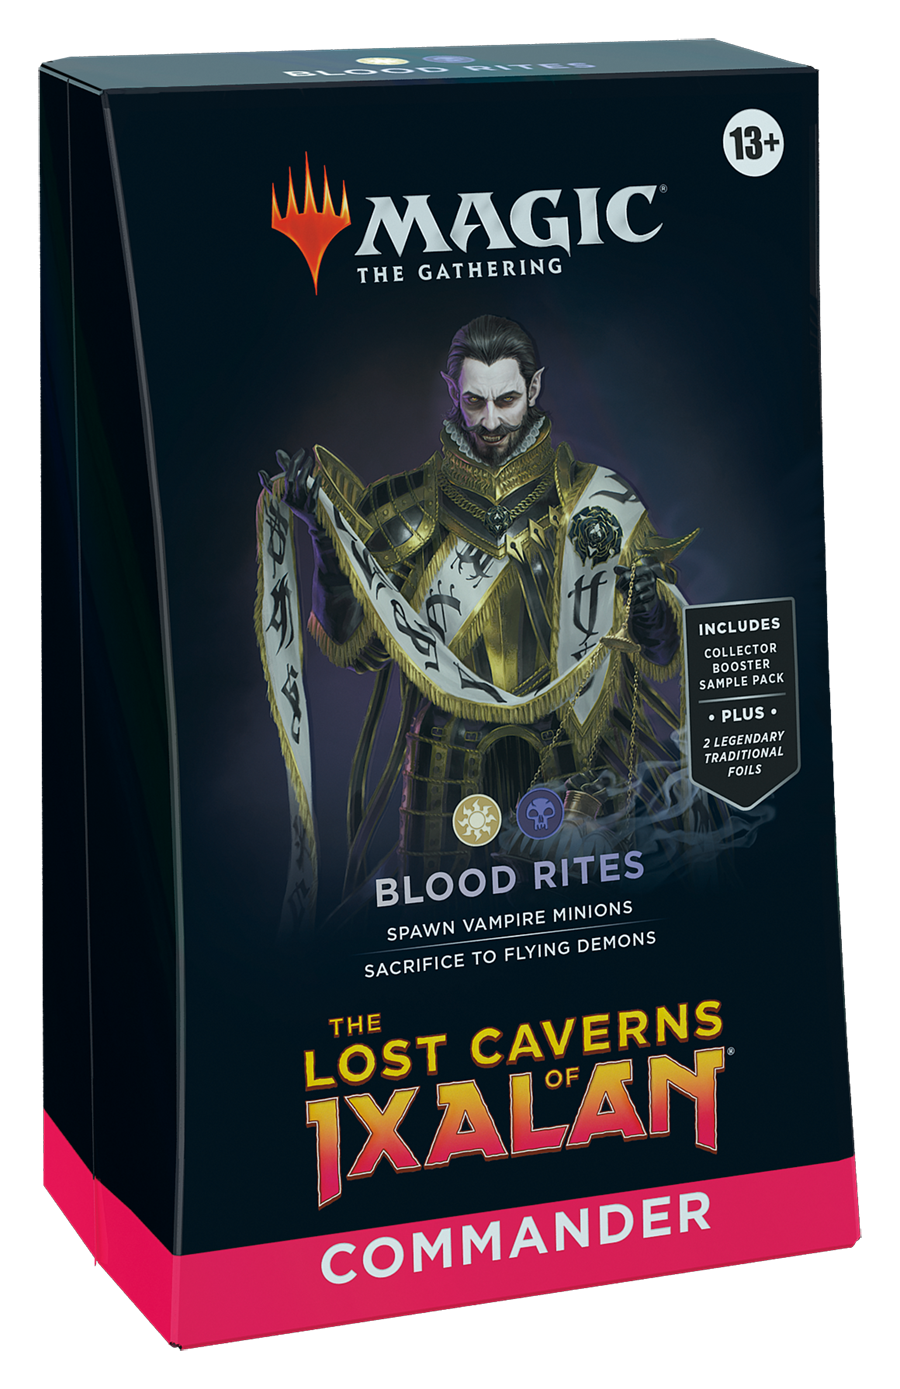 BLOOD RITES
13+
MAGIC®
THE GATHERING
INCLUDES
COLLECTOR
BOOSTER
SAMPLE PACK
• PLUS •
2 LEGENDARY
TRADITIONAL
FOILS
BLOOD RITES
SPAWN VAMPIRE MINIONS
SACRIFICE TO FLYING DEMONS
THE
LOST CAVERNS
OF
IXALAN®
COMMANDER